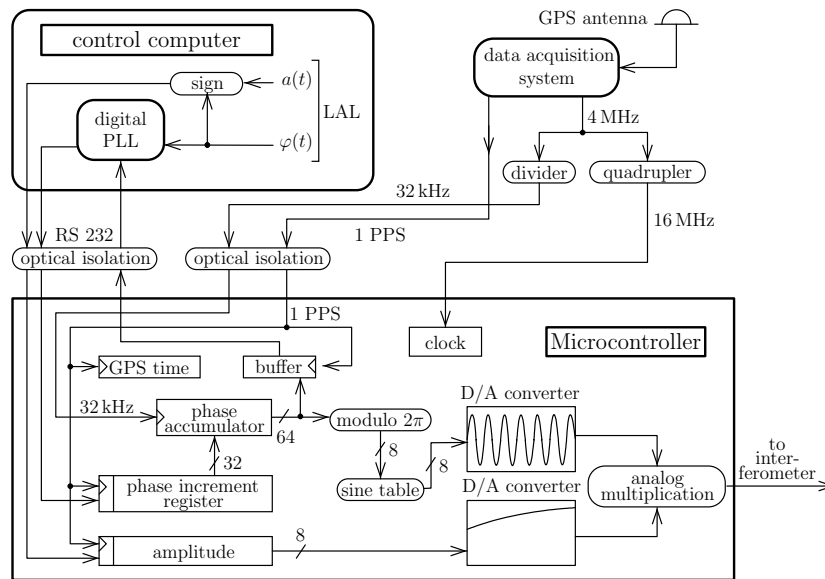 GPS antenna
control computer
data acquisition
system
sign
a(t)
LAL
digital
PLL
φ(t)
4 MHz
divider
quadrupler
32 kHz
1 PPS
16 MHz
RS 232
optical isolation
optical isolation
1 PPS
clock
Microcontroller
GPS time
buffer
D/A converter
32 kHz
phase
accumulator
64
modulo 2π
8
8
32
sine table
to
inter-
ferometer
analog
multiplication
phase increment
register
D/A converter
amplitude
8